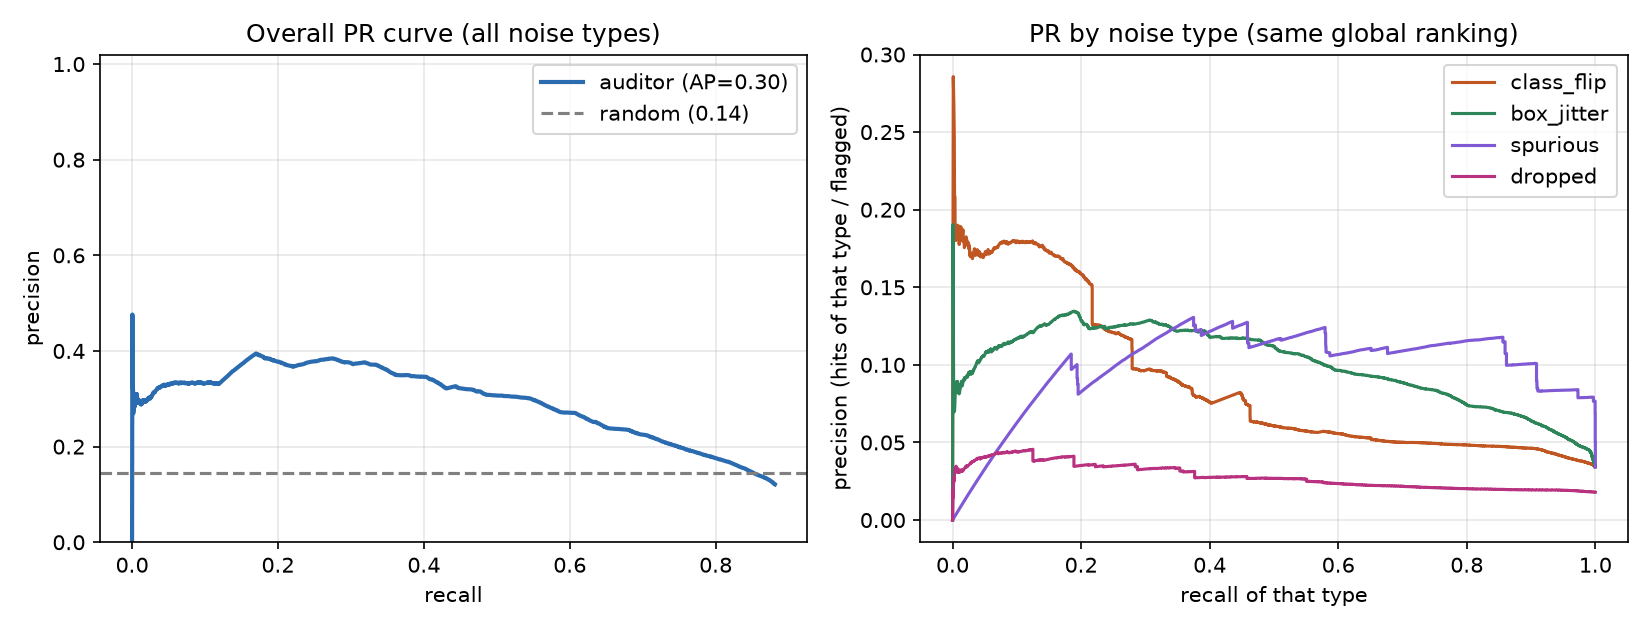 Overall PR curve (all noise types)
1.0
0.8
0.6
0.4
0.2
0.0
precision
auditor (AP=0.30)
random (0.14)
0.0 0.2 0.4 0.6 0.8
recall
PR by noise type (same global ranking)
0.30
0.25
0.20
0.15
0.10
0.05
0.00
precision (hits of that type / flagged)
class_flip
box_jitter
spurious
dropped
0.0 0.2 0.4 0.6 0.8 1.0
recall of that type